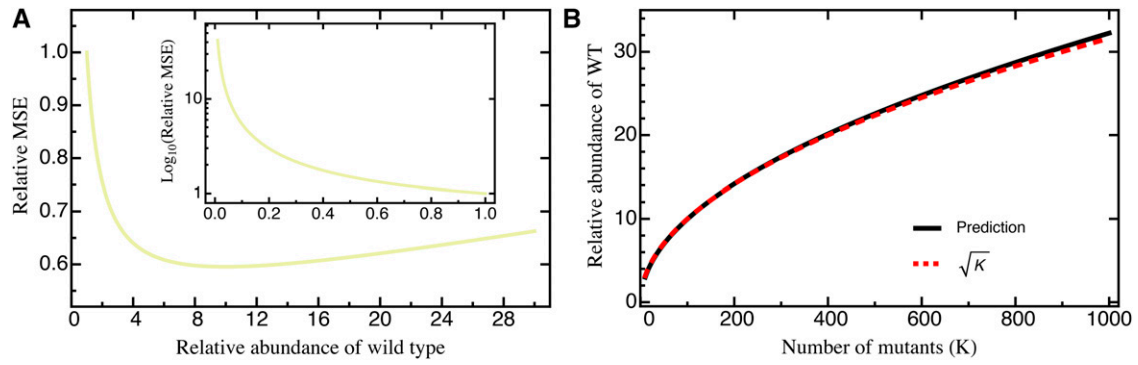 A
Relative MSE
1.0
0.9
0.8
0.7
0.6
0 4 8 12 16 20 24 28
Relative abundance of wild type
Log10(Relative MSE)
10
1
0.0 0.2 0.4 0.6 0.8 1.0
B
Relative abundance of WT
30
20
10
0
0 200 400 600 800 1000
Number of mutants (K)
Prediction
√K